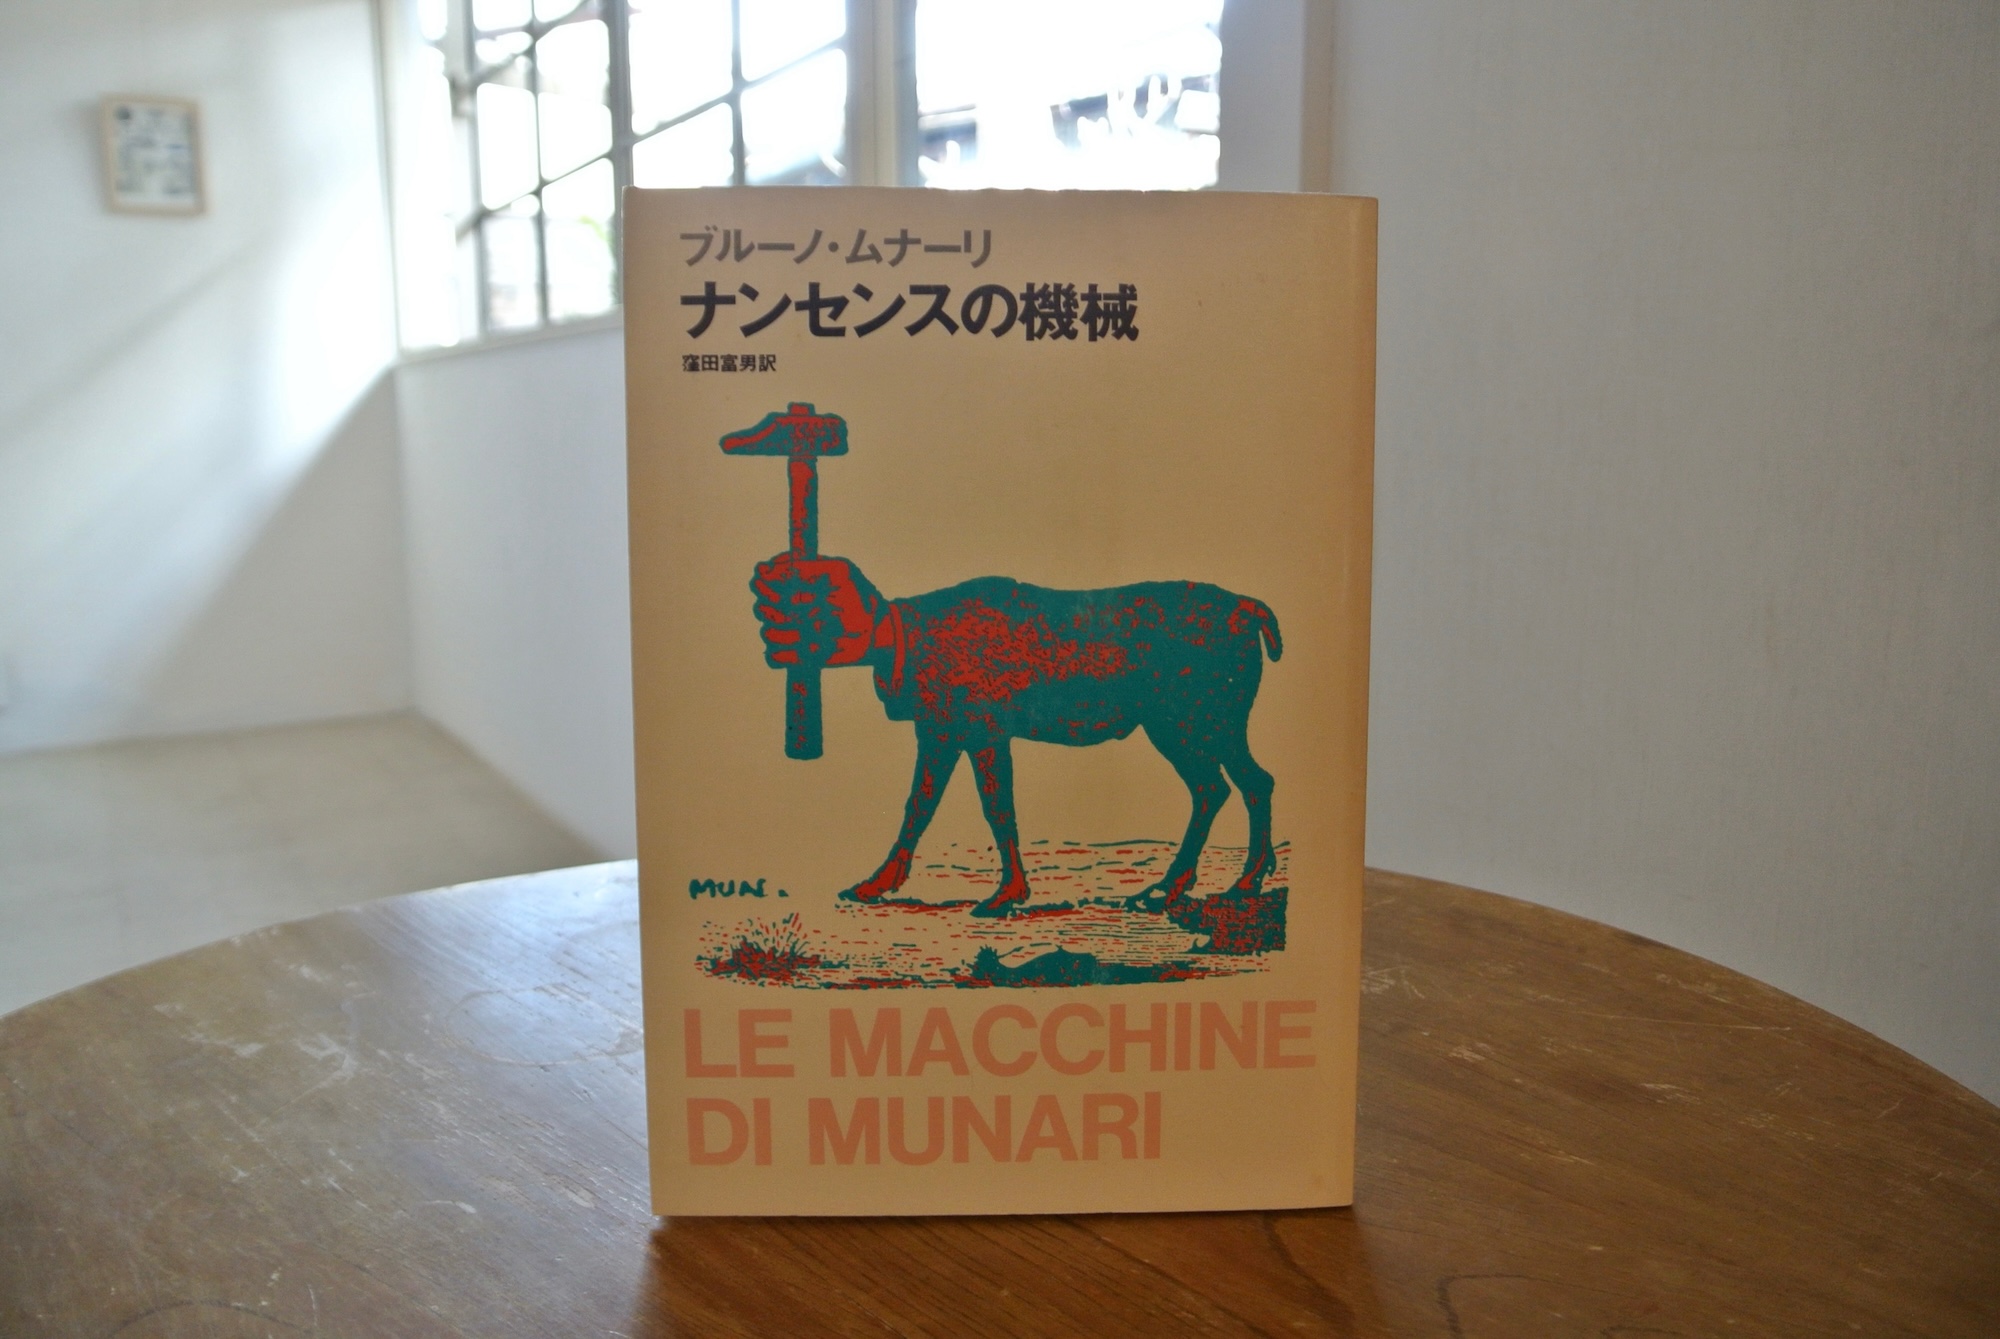 ブルーノ・ムナーリ
ナンセンスの機械
窪田富男訳
MUN.
LE MACCHINE
DI MUNARI